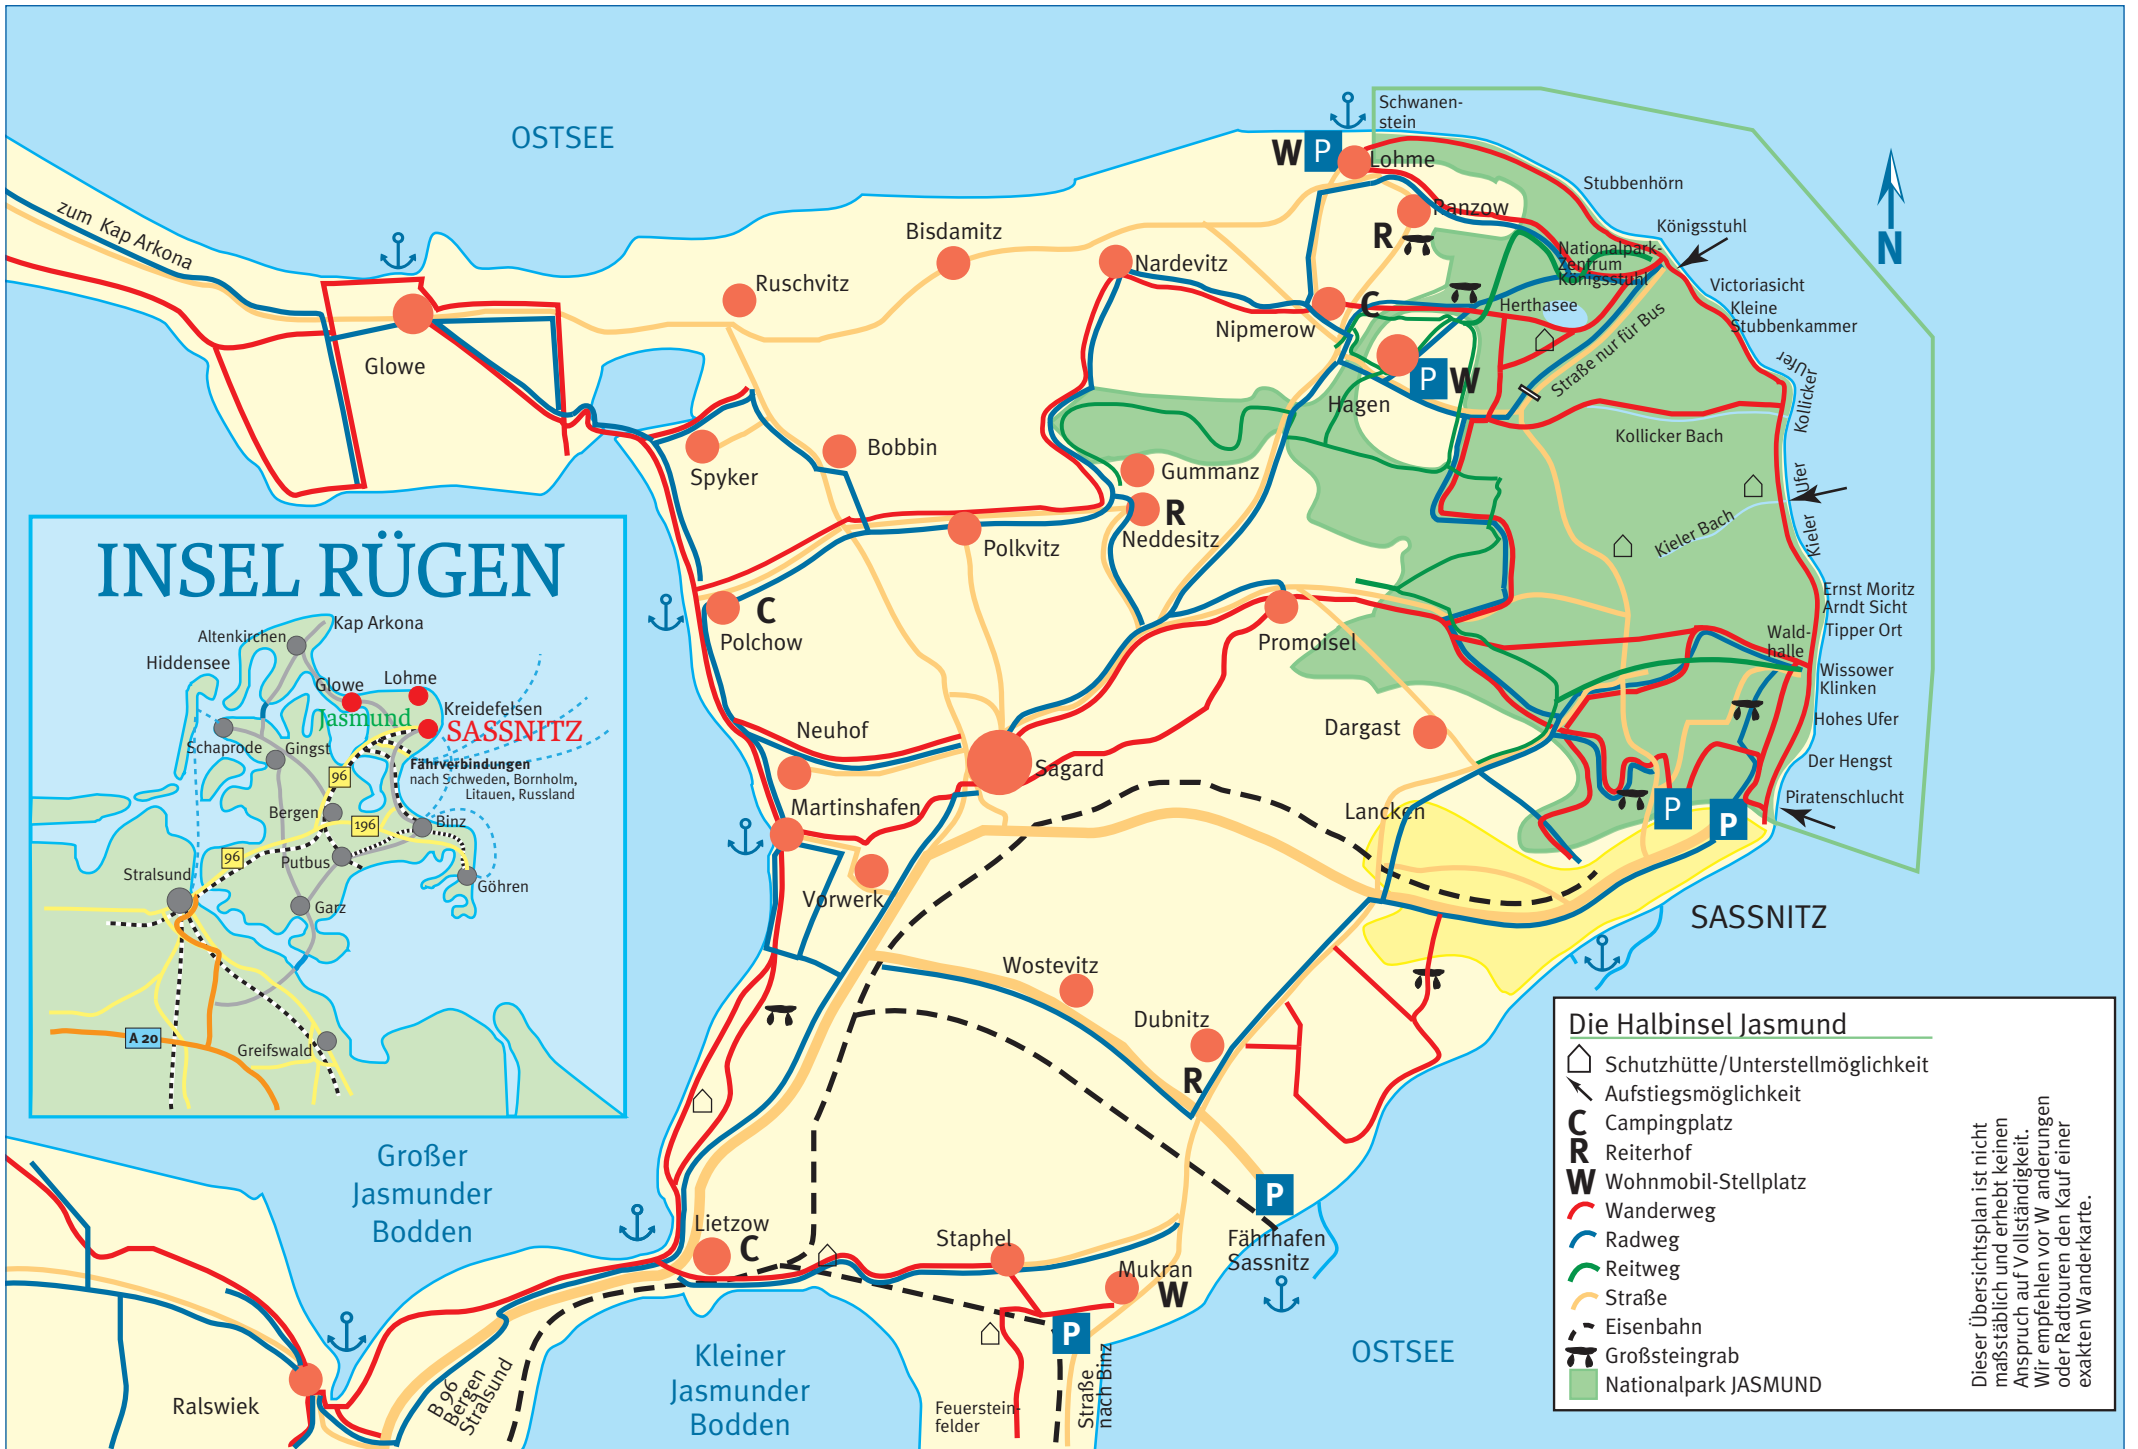 OSTSEE
zum Kap Arkona
Glowe
Ruschvitz
Bisdamitz
Nardevitz
Nipmerow
C
Schwanen-
stein
W P
Lohme
Ranzow
R
Stubbenhörn
Königsstuhl
Nationalpark-
Zentrum
Königsstuhl
Herthasee
Victoriasicht
Kleine
Stubbenkammer
Straße nur für Bus
N
Hagen
P W
Kollicker
Ufer
Kollicker Bach
Kieler Ufer
Kieler Bach
Spyker
Bobbin
Gummanz
R
Neddesitz
Polkvitz
C
Polchow
Promoisel
Ernst Moritz
Arndt Sicht
Tipper Ort
Wald-
halle
Wissower
Klinken
Hohes Ufer
Der Hengst
Piratenschlucht
P
P
Neuhof
Sagard
Dargast
Lancken
Martinshafen
Vorwerk
SASSNITZ
Wostevitz
Dubnitz
R
P
Fährhafen
Sassnitz
Lietzow
C
Staphel
Mukran
W
P
Feuerstein-
felder
Straße
nach Binz
OSTSEE
Großer
Jasmunder
Bodden
Kleiner
Jasmunder
Bodden
Ralswiek
B 96
Bergen
Stralsund
INSEL RÜGEN
Kap Arkona
Altenkirchen
Hiddensee
Glowe
Lohme
Jasmund
Kreidefelsen
SASSNITZ
Schaprode
Gingst
Fährverbindungen
nach Schweden, Bornholm,
Litauen, Russland
96
Bergen
196
Binz
96
Putbus
Stralsund
Göhren
Garz
A 20
Greifswald
Die Halbinsel Jasmund
Schutzhütte/Unterstellmöglichkeit
Aufstiegsmöglichkeit
C Campingplatz
R Reiterhof
W Wohnmobil-Stellplatz
Wanderweg
Radweg
Reitweg
Straße
Eisenbahn
Großsteingrab
Nationalpark JASMUND
Dieser Übersichtsplan ist nicht
maßstäblich und erhebt keinen
Anspruch auf Vollständigkeit.
Wir empfehlen vor W anderungen
oder Radtouren den Kauf einer
exakten Wanderkarte.